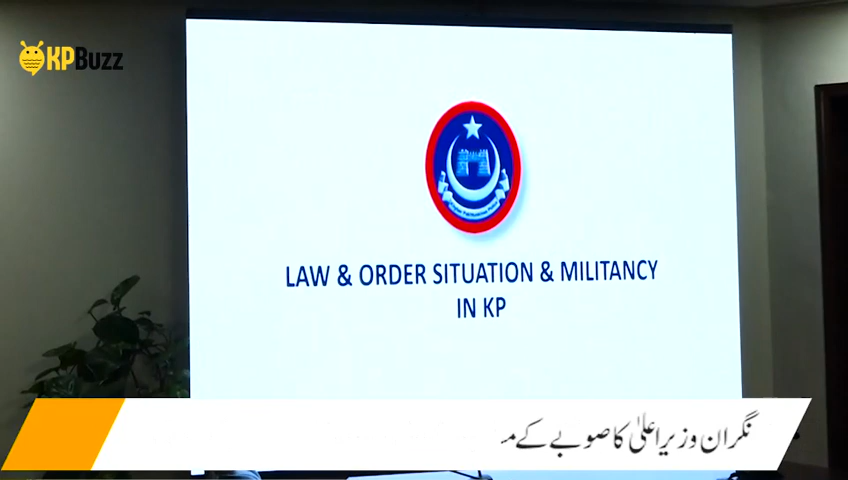 KPBuzz
LAW & ORDER SITUATION & MILITANCY
IN KP
نگران وزیراعلیٰ کا صوبے کے